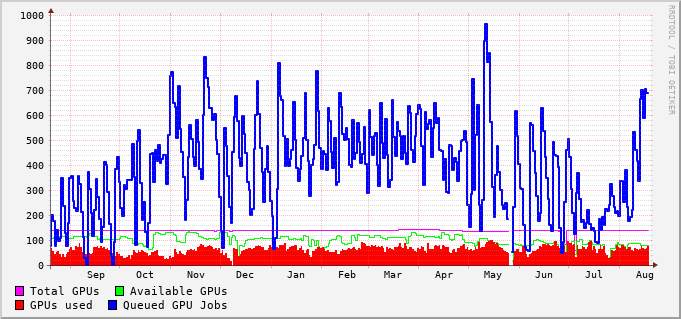 1000
900
800
700
600
500
400
300
200
100
0
Sep Oct Nov Dec Jan Feb Mar Apr May Jun Jul Aug
Total GPUs Available GPUs
GPUs used Queued GPU Jobs
RRDTOOL / TOBI OETIKER